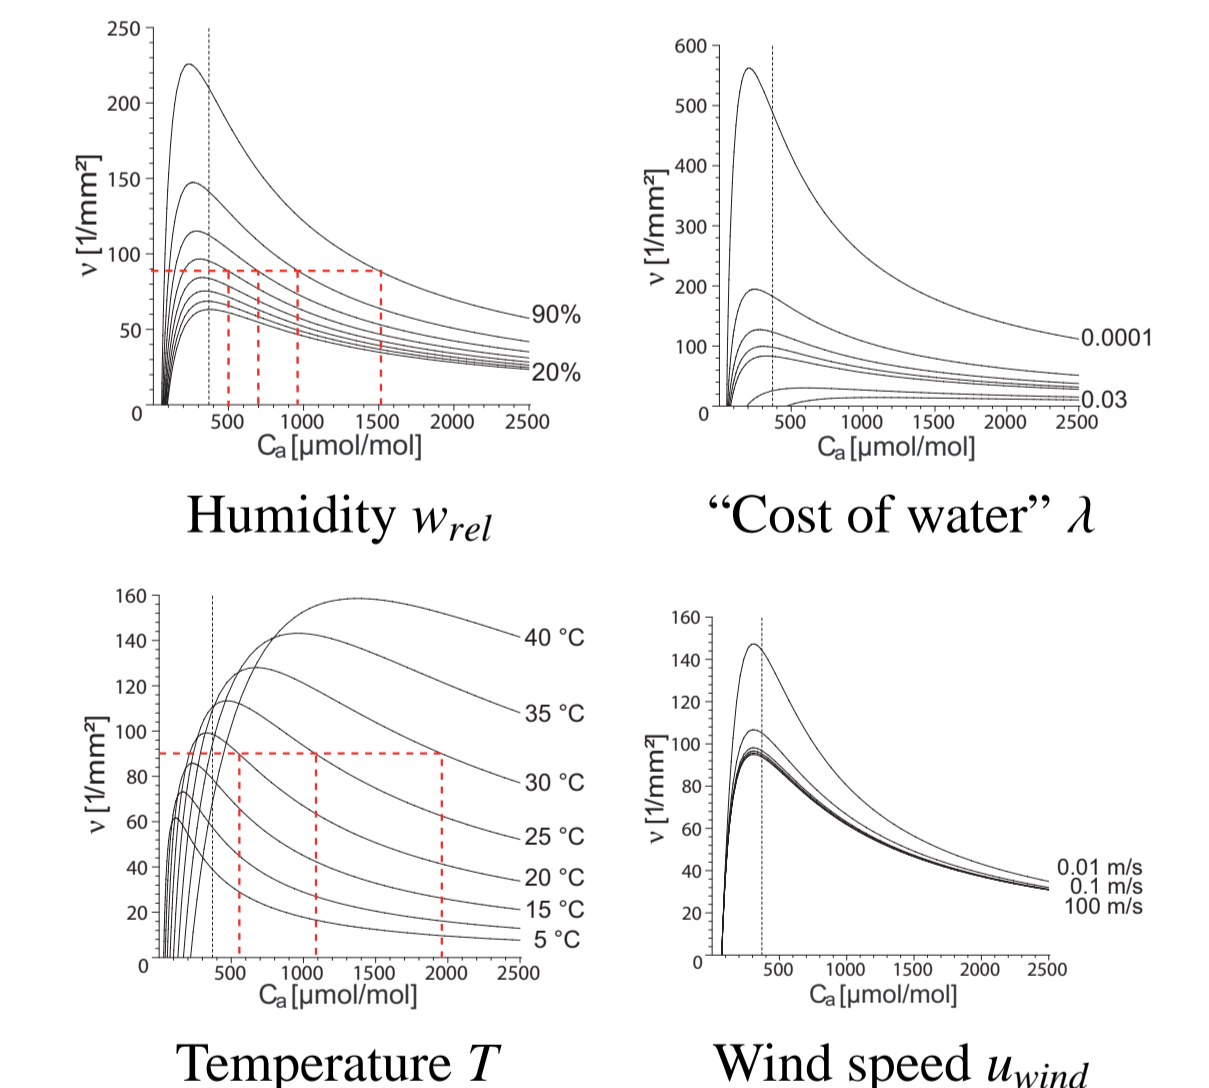 250
200
150
100
50
0
ν [1/mm²]
500 1000 1500 2000 2500
Cₐ [µmol/mol]
90%
20%
Humidity w_rel
600
500
400
300
200
100
0
ν [1/mm²]
500 1000 1500 2000 2500
Cₐ [µmol/mol]
0.0001
0.03
“Cost of water” λ
160
140
120
100
80
60
40
20
0
ν [1/mm²]
500 1000 1500 2000 2500
Cₐ [µmol/mol]
40 °C
35 °C
30 °C
25 °C
20 °C
15 °C
5 °C
Temperature T
160
140
120
100
80
60
40
20
0
ν [1/mm²]
500 1000 1500 2000 2500
Cₐ [µmol/mol]
0.01 m/s
0.1 m/s
100 m/s
Wind speed u_wind